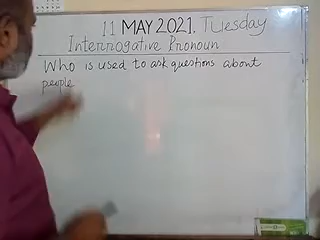 11 MAY 2021. Tuesday
Interrogative Pronoun
Who is used to ask questions about
people